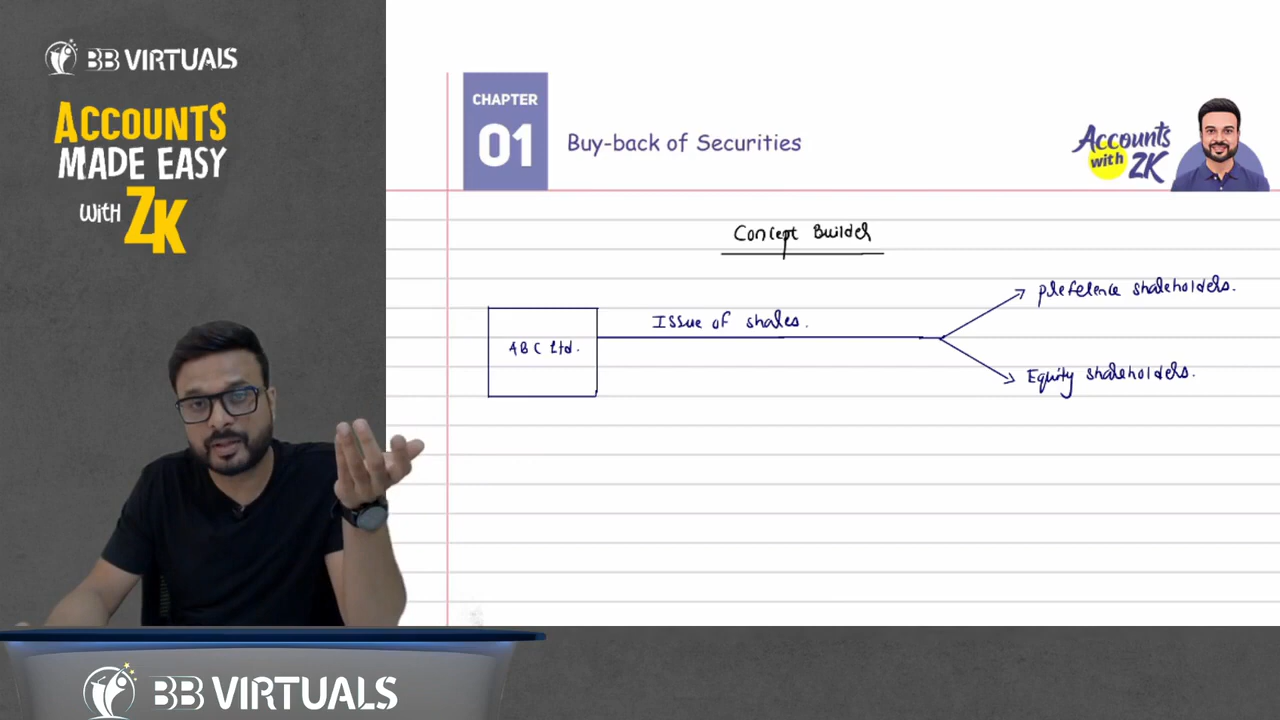 BB VIRTUALS
ACCOUNTS
MADE EASY
WITH ZK
CHAPTER
01
Buy-back of Securities
Accounts
with
ZK
Concept Builder
ABC Ltd.
Issue of shares.
preference shareholders.
Equity shareholders.
BB VIRTUALS